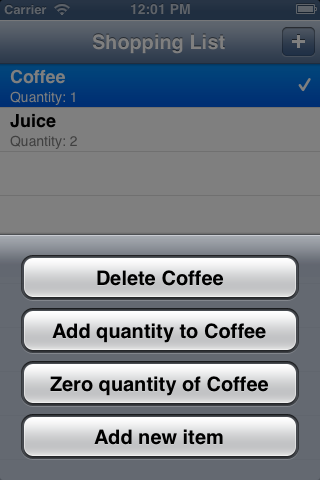 Carrier 12:01 PM
Shopping List +
Coffee
Quantity: 1
Juice
Quantity: 2
Delete Coffee
Add quantity to Coffee
Zero quantity of Coffee
Add new item